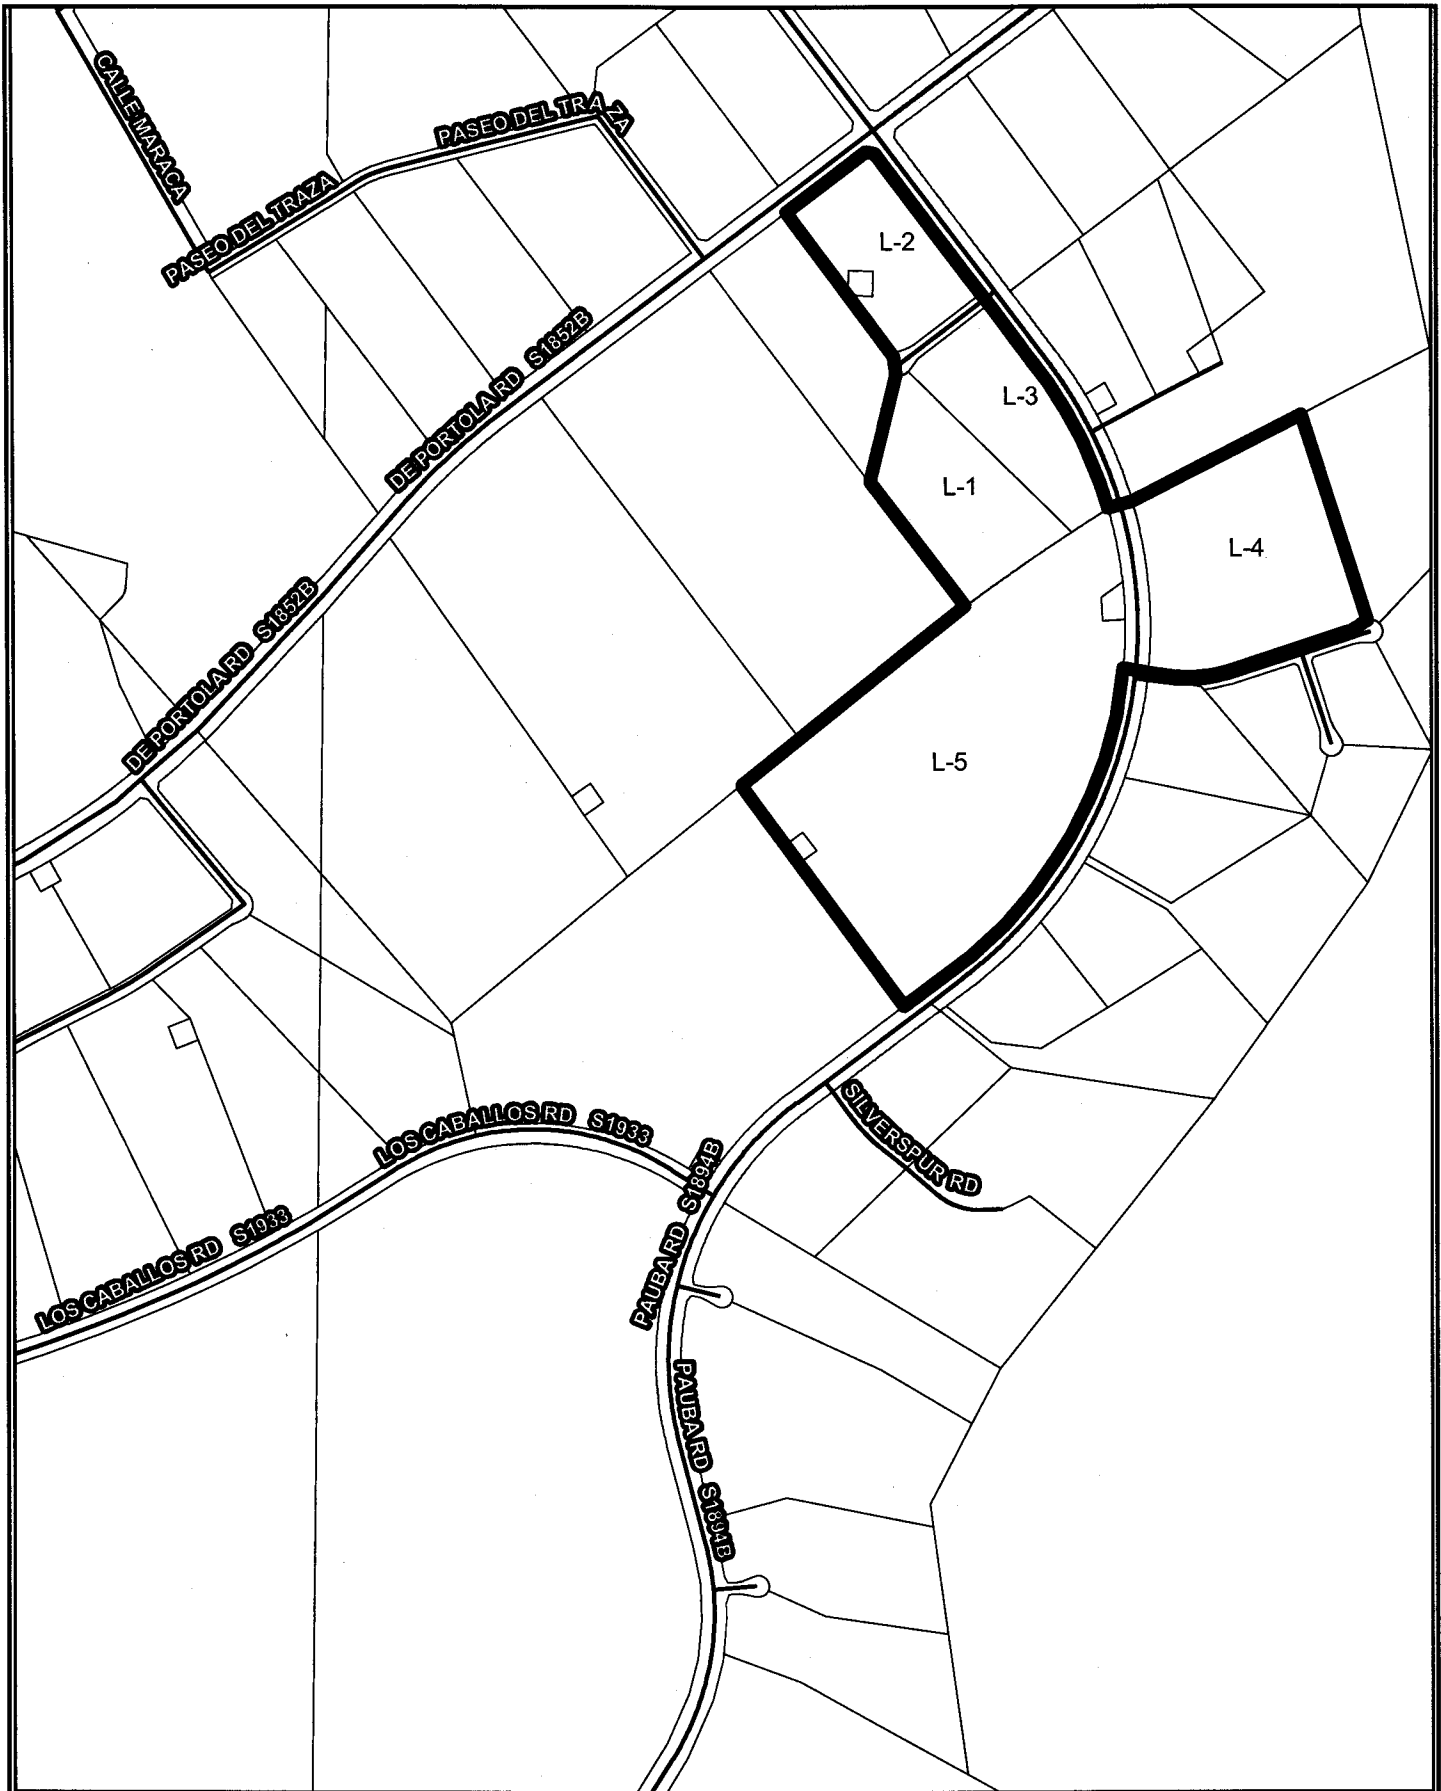 CALLE MARACA
PASEO DEL TRAZA
PASEO DEL TRAZA
L-2
DE PORTOLA RD S1852B
L-3
L-1
L-4
DE PORTOLA RD S1852B
L-5
SILVERSPUR RD
LOS CABALLOS RD S1933
PAUBA RD S1894B
LOS CABALLOS RD S1933
PAUBA RD S1894B